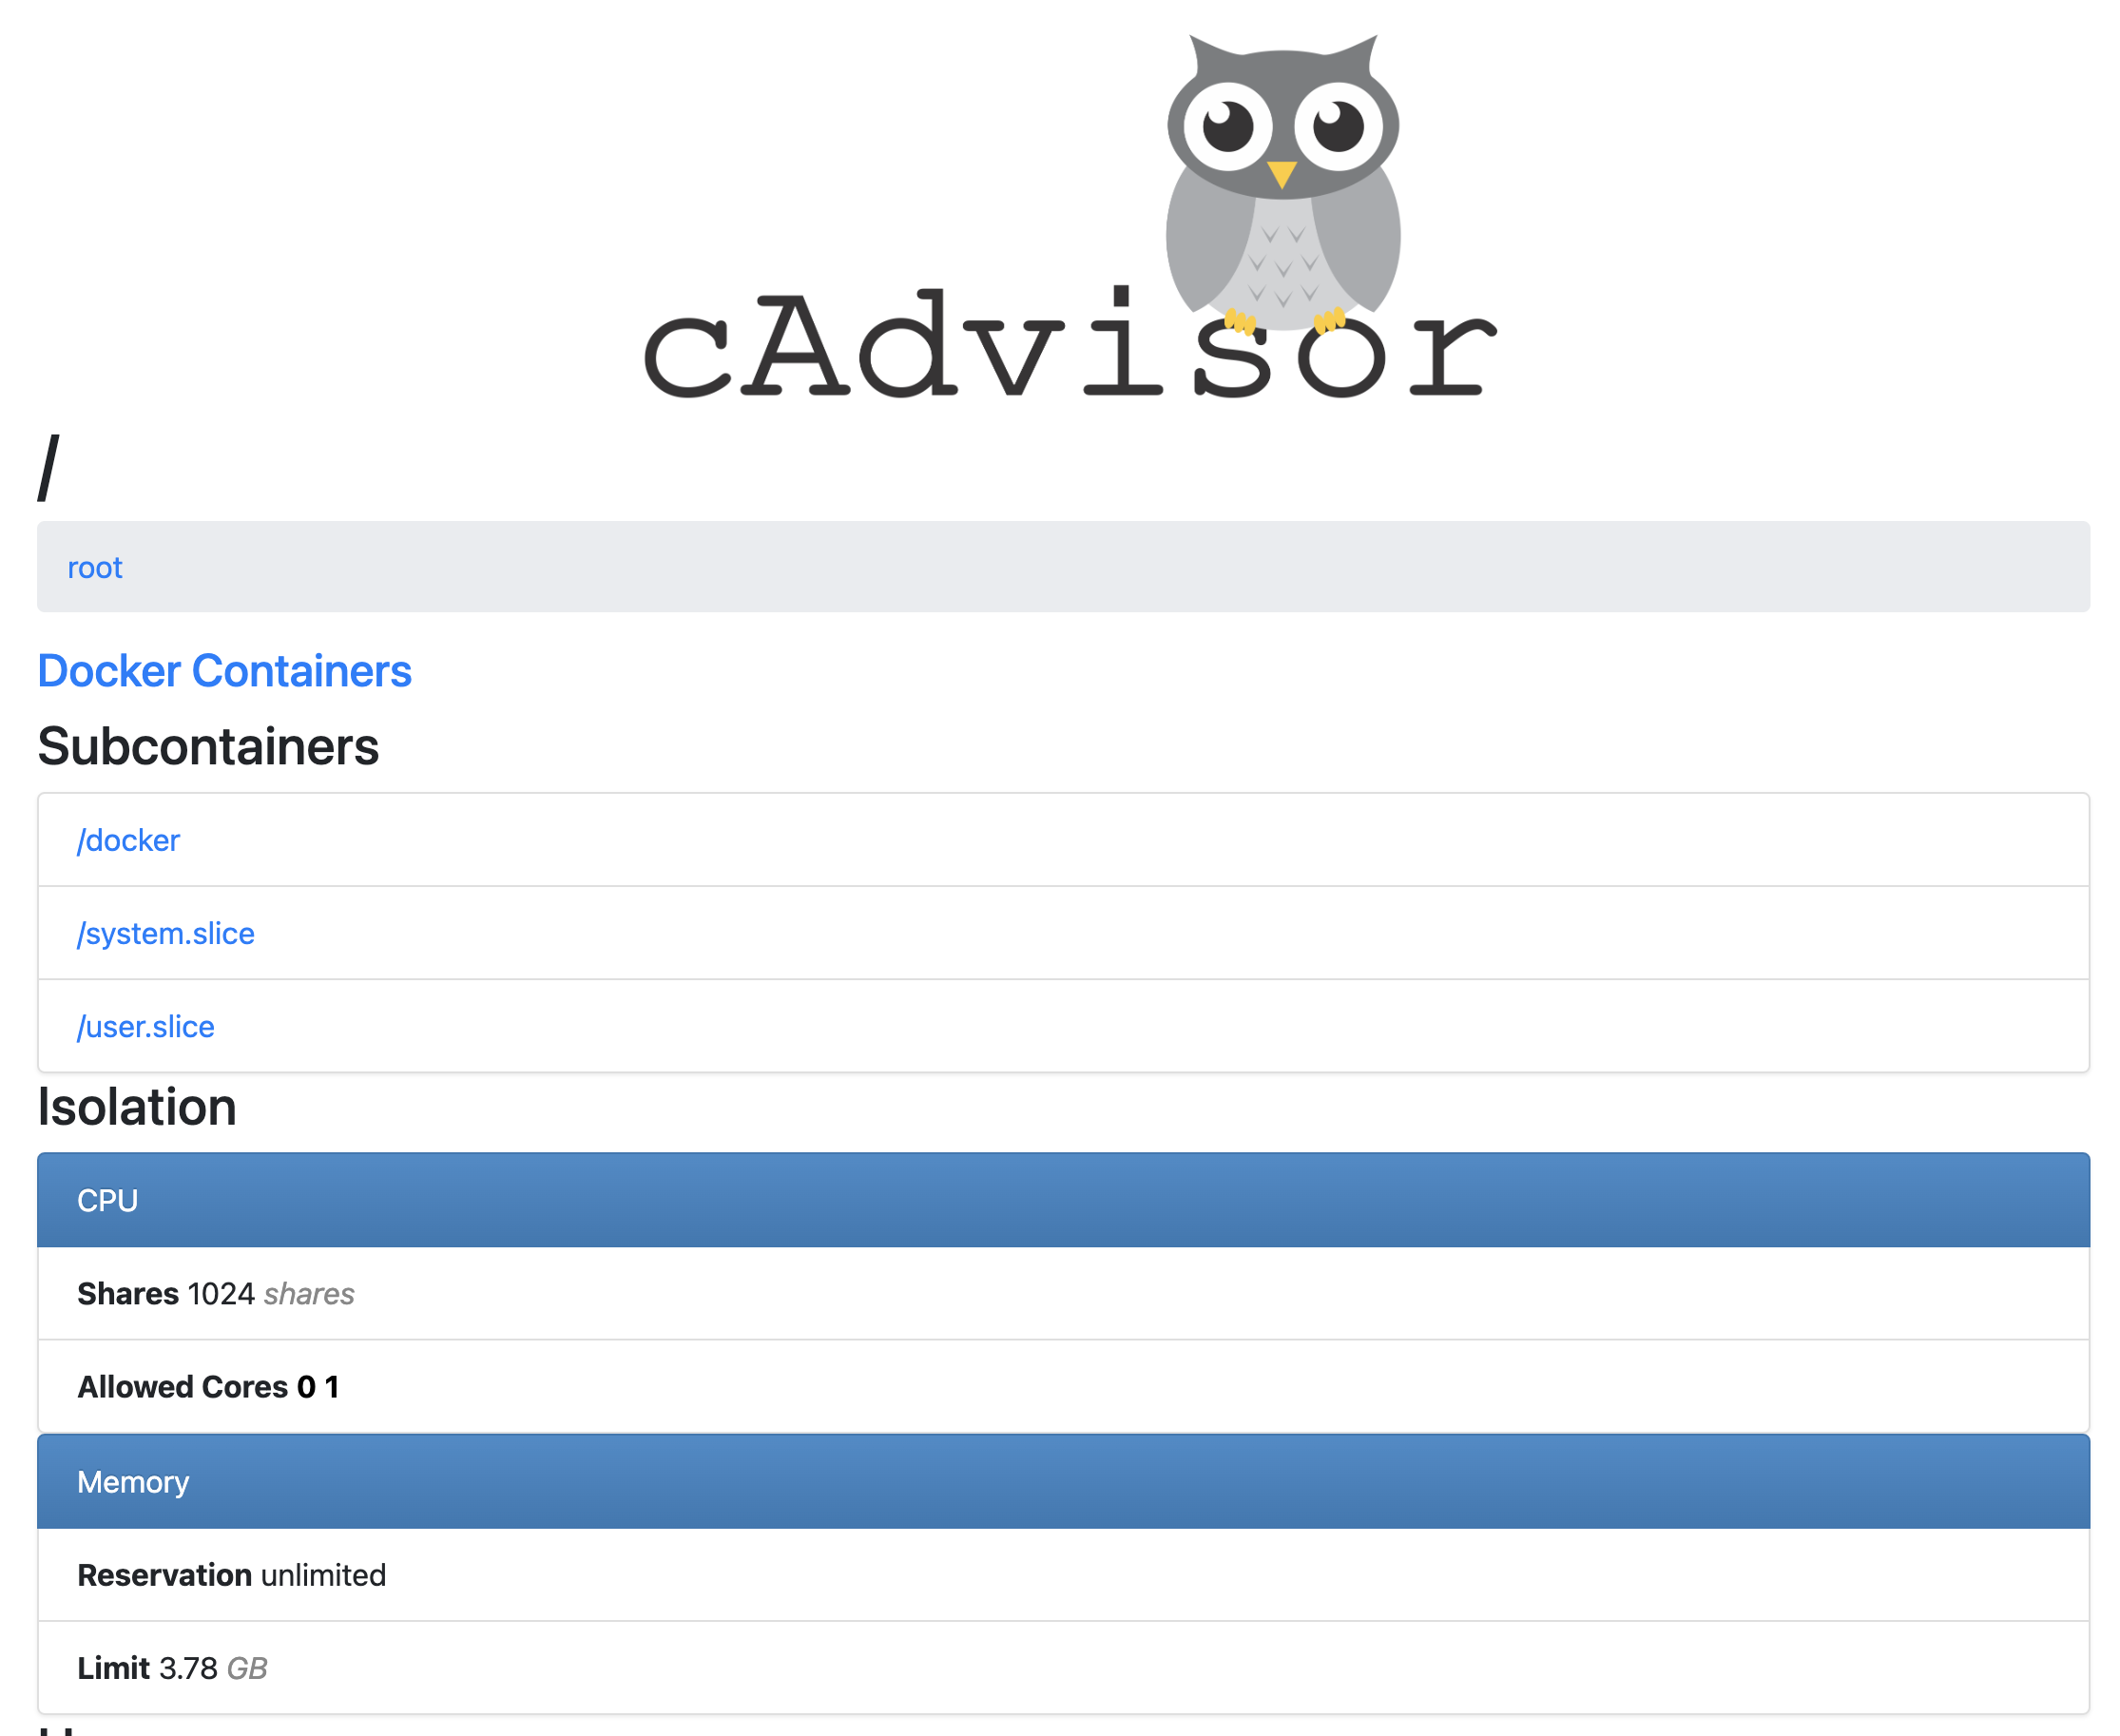 cAdvisor
/
root
Docker Containers
Subcontainers
/docker
/system.slice
/user.slice
Isolation
CPU
Shares 1024 shares
Allowed Cores 0 1
Memory
Reservation unlimited
Limit 3.78 GB